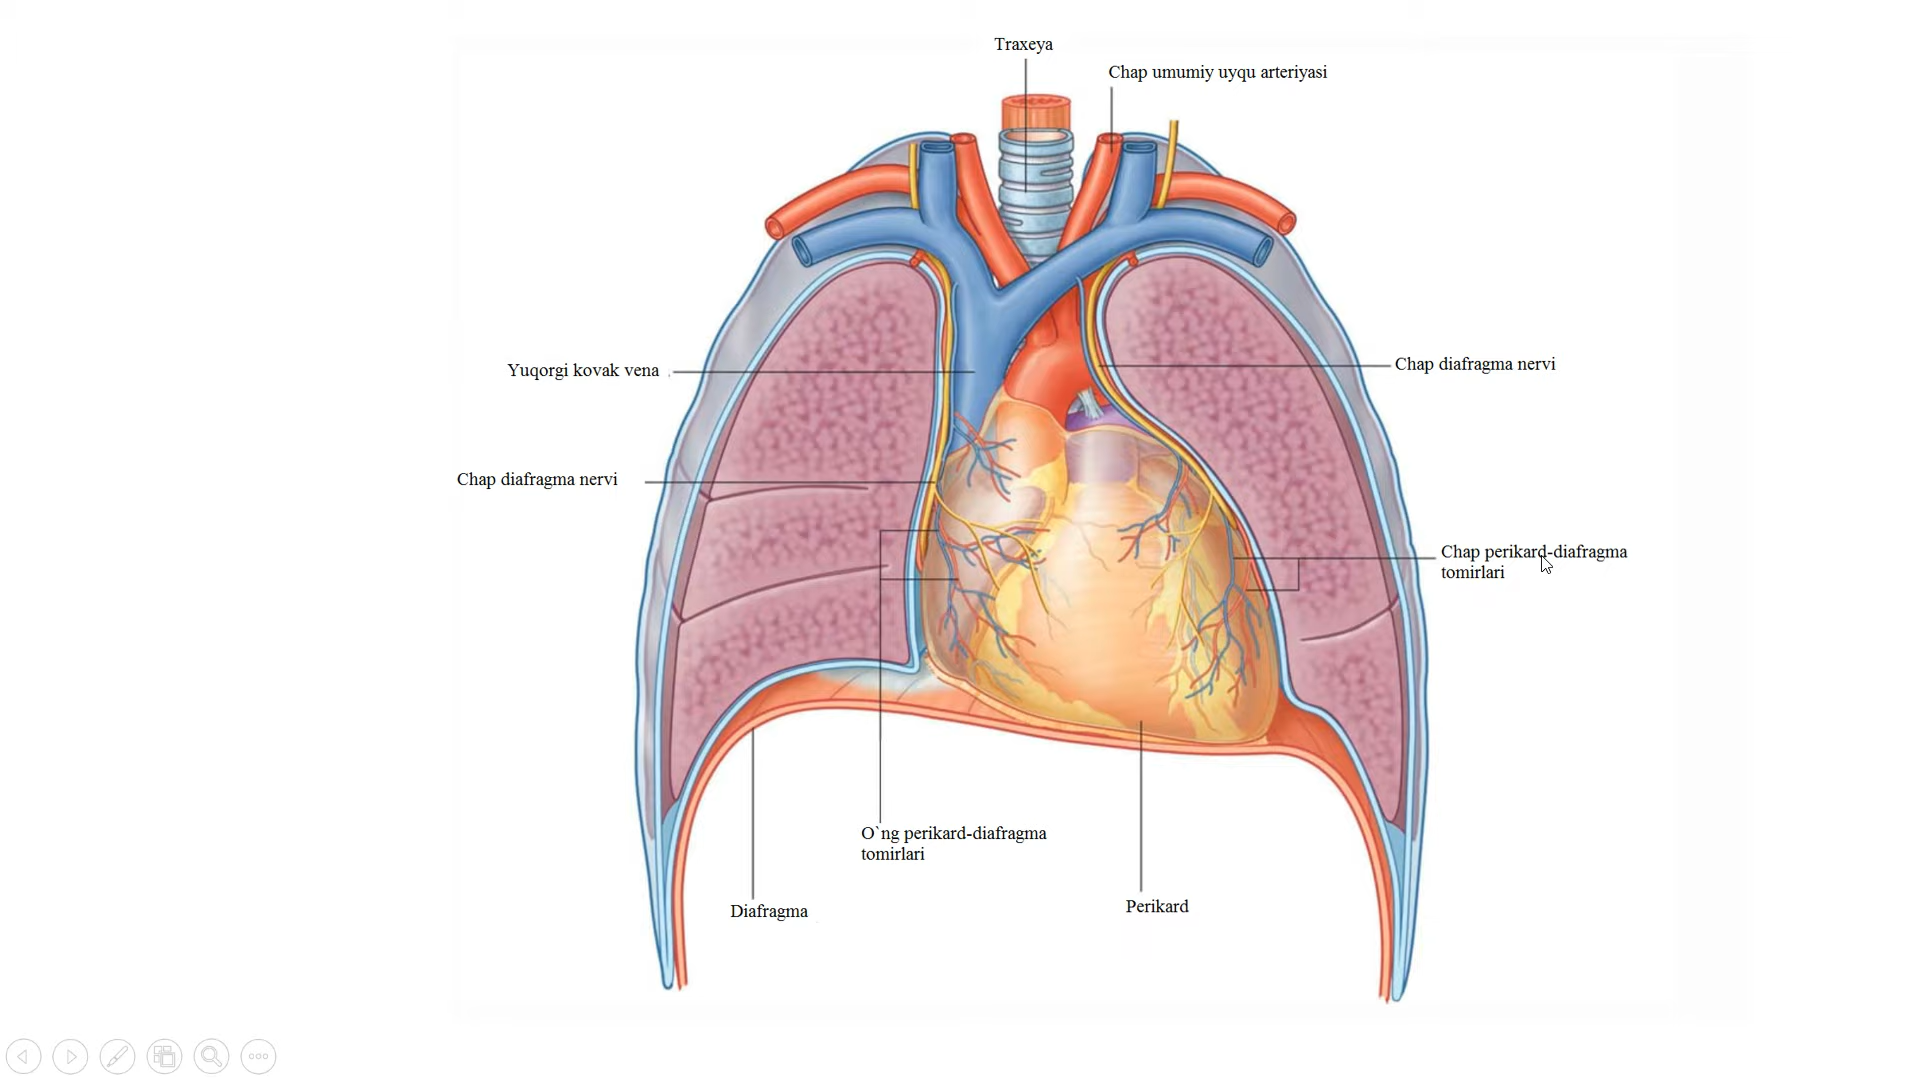 Traxeya
Chap umumiy uyqu arteriyasi
Yuqorgi kovak vena
Chap diafragma nervi
Chap diafragma nervi
Chap perikard-diafragma
tomirlari
O`ng perikard-diafragma
tomirlari
Diafragma
Perikard